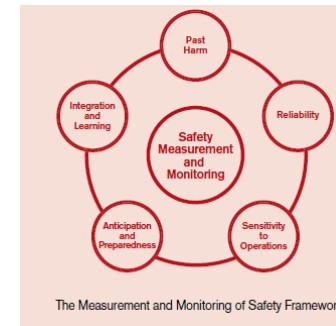 Past
Harm
Integration
and
Learning
Reliability
Safety
Measurement
and
Monitoring
Anticipation
and
Preparedness
Sensitivity
to
Operations
The Measurement and Monitoring of Safety Framewor